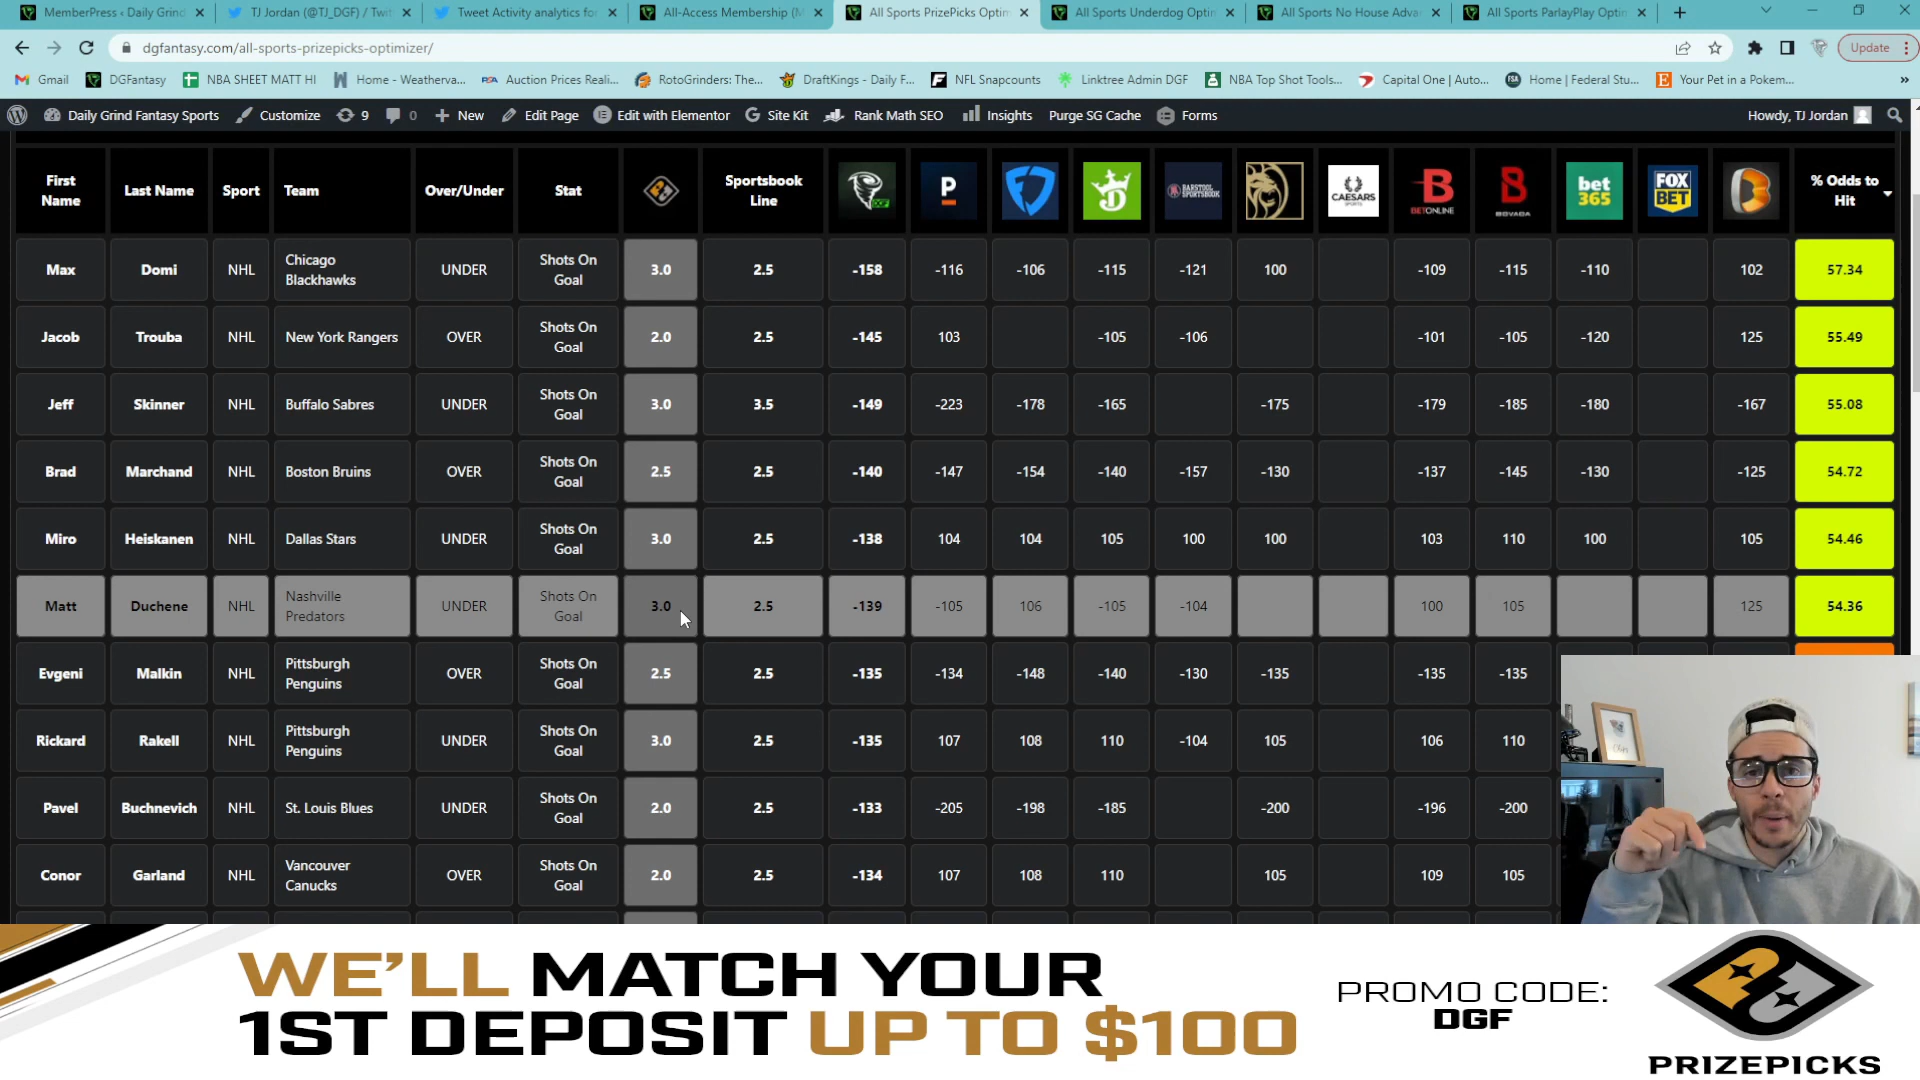 MemberPress ‹ Daily Grind
TJ Jordan (@TJ_DGF) / Twit
Tweet Activity analytics for
All-Access Membership (M
All Sports PrizePicks Optim
All Sports Underdog Optin
All Sports No House Adva
All Sports ParlayPlay Optin
dgfantasy.com/all-sports-prizepicks-optimizer/
Update
Gmail
DGFantasy
NBA SHEET MATT HI
Home - Weatherva...
Auction Prices Reali...
RotoGrinders: The...
DraftKings - Daily F...
NFL Snapcounts
Linktree Admin DGF
NBA Top Shot Tools...
Capital One | Auto...
Home | Federal Stu...
Your Pet in a Pokem...
Daily Grind Fantasy Sports Customize 9 0 New Edit Page Edit with Elementor Site Kit Rank Math SEO Insights Purge SG Cache Forms Howdy, TJ Jordan
First Name Last Name Sport Team Over/Under Stat Sportsbook Line DGF P BARSTOOL SPORTSBOOK CAESARS SPORTS B BETONLINE B BOVADA bet365 FOX BET % Odds to Hit
Max Domi NHL Chicago Blackhawks UNDER Shots On Goal 3.0 2.5 -158 -116 -106 -115 -121 100 -109 -115 -110 102 57.34
Jacob Trouba NHL New York Rangers OVER Shots On Goal 2.0 2.5 -145 103 -105 -106 -101 -105 -120 125 55.49
Jeff Skinner NHL Buffalo Sabres UNDER Shots On Goal 3.0 3.5 -149 -223 -178 -165 -175 -179 -185 -180 -167 55.08
Brad Marchand NHL Boston Bruins OVER Shots On Goal 2.5 2.5 -140 -147 -154 -140 -157 -130 -137 -145 -130 -125 54.72
Miro Heiskanen NHL Dallas Stars UNDER Shots On Goal 3.0 2.5 -138 104 104 105 100 100 103 110 100 105 54.46
Matt Duchene NHL Nashville Predators UNDER Shots On Goal 3.0 2.5 -139 -105 106 -105 -104 100 105 125 54.36
Evgeni Malkin NHL Pittsburgh Penguins OVER Shots On Goal 2.5 2.5 -135 -134 -148 -140 -130 -135 -135 -135
Rickard Rakell NHL Pittsburgh Penguins UNDER Shots On Goal 3.0 2.5 -135 107 108 110 -104 105 106 110
Pavel Buchnevich NHL St. Louis Blues UNDER Shots On Goal 2.0 2.5 -133 -205 -198 -185 -200 -196 -200
Conor Garland NHL Vancouver Canucks OVER Shots On Goal 2.0 2.5 -134 107 108 110 105 109 105
WE'LL MATCH YOUR
1ST DEPOSIT UP TO $100
PROMO CODE:
DGF
PRIZEPICKS